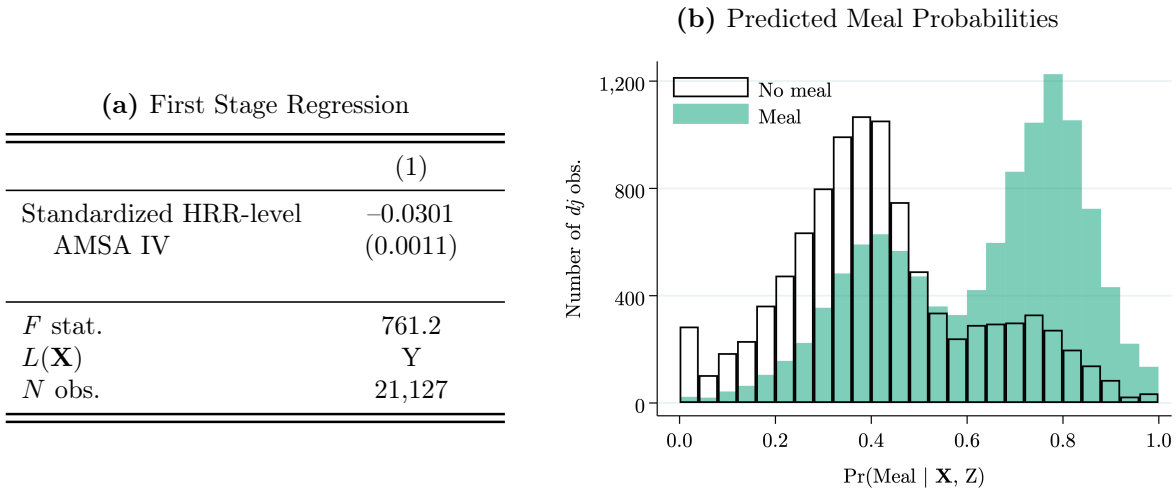 (a) First Stage Regression
(1)
Standardized HRR-level –0.0301
AMSA IV (0.0011)
F stat. 761.2
L(X) Y
N obs. 21,127
(b) Predicted Meal Probabilities
No meal
Meal
Number of dj obs.
1,200
800
400
0
0.0 0.2 0.4 0.6 0.8 1.0
Pr(Meal | X, Z)